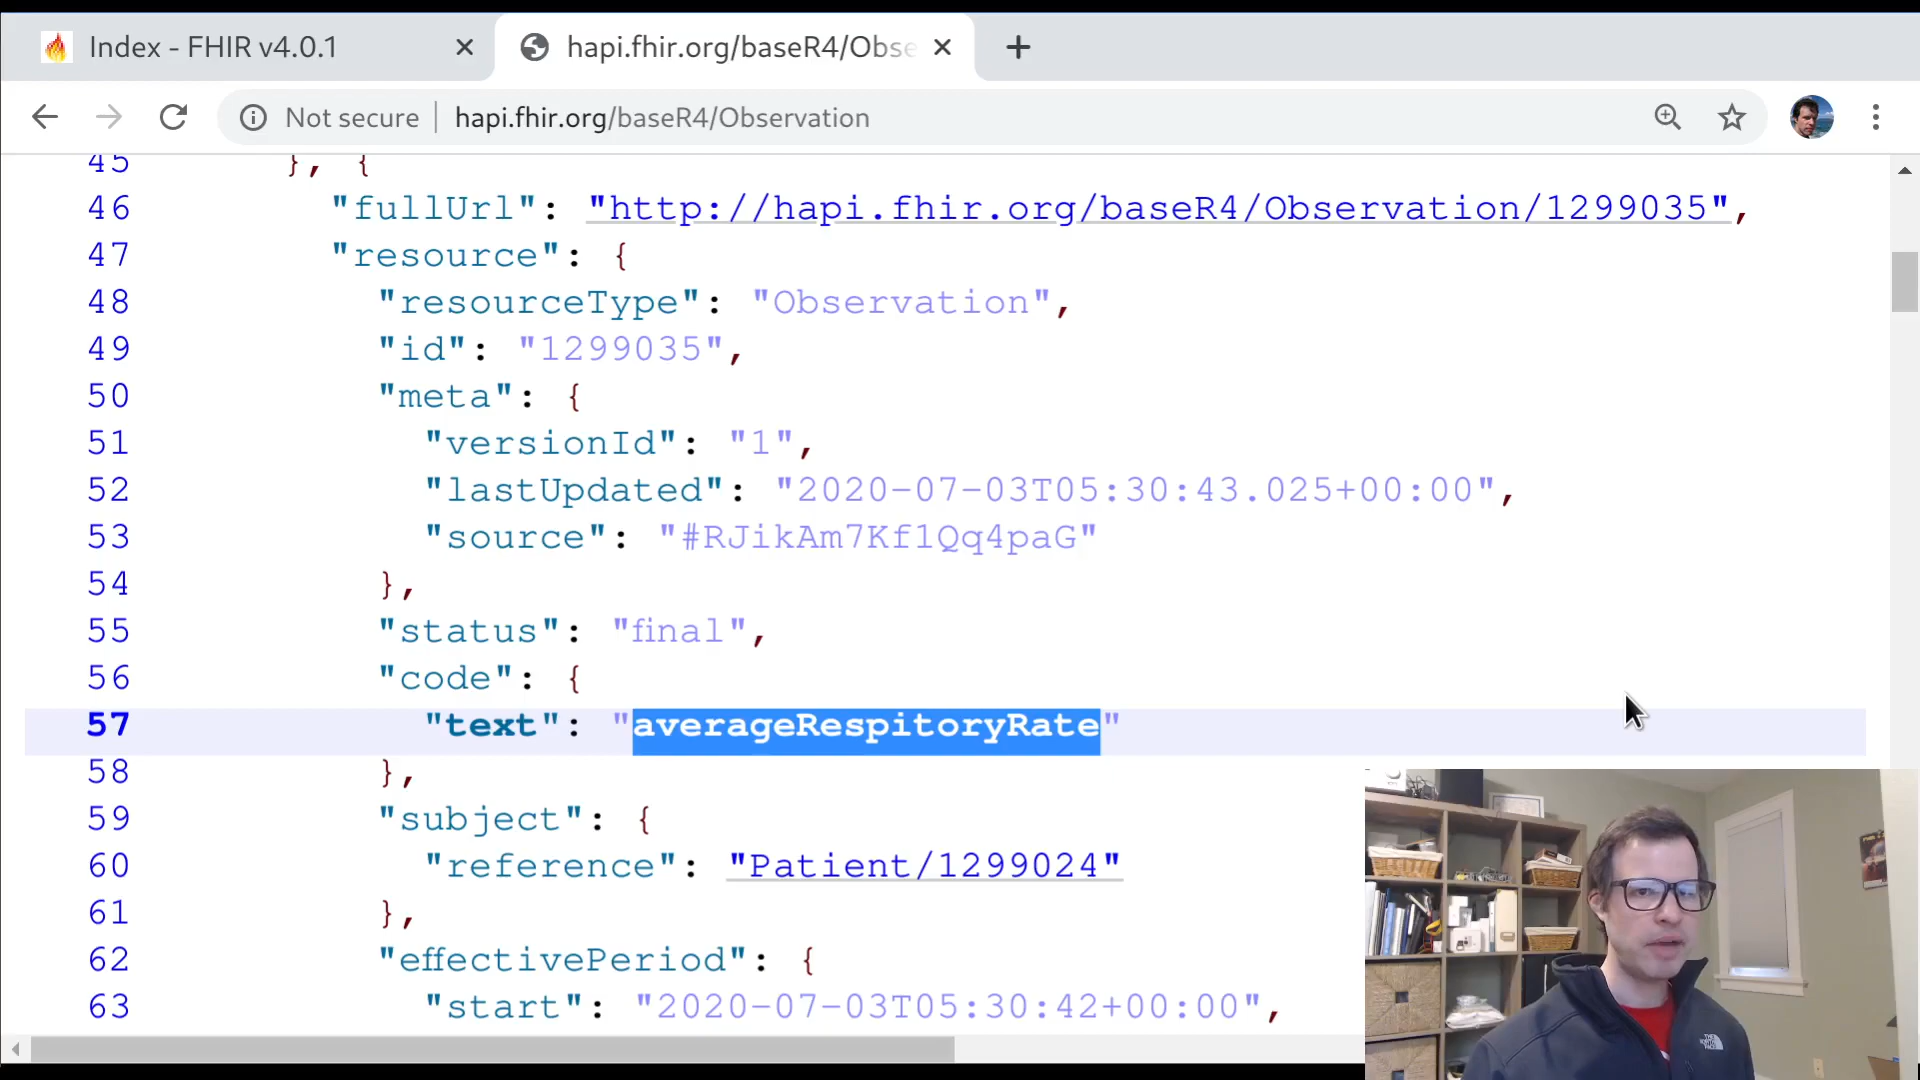 Index - FHIR v4.0.1
hapi.fhir.org/baseR4/Obse
Not secure
hapi.fhir.org/baseR4/Observation
45 }, {
46 "fullUrl": "http://hapi.fhir.org/baseR4/Observation/1299035",
47 "resource": {
48 "resourceType": "Observation",
49 "id": "1299035",
50 "meta": {
51 "versionId": "1",
52 "lastUpdated": "2020-07-03T05:30:43.025+00:00",
53 "source": "#RJikAm7Kf1Qq4paG"
54 },
55 "status": "final",
56 "code": {
57 "text": "averageRespitoryRate"
58 },
59 "subject": {
60 "reference": "Patient/1299024"
61 },
62 "effectivePeriod": {
63 "start": "2020-07-03T05:30:42+00:00",